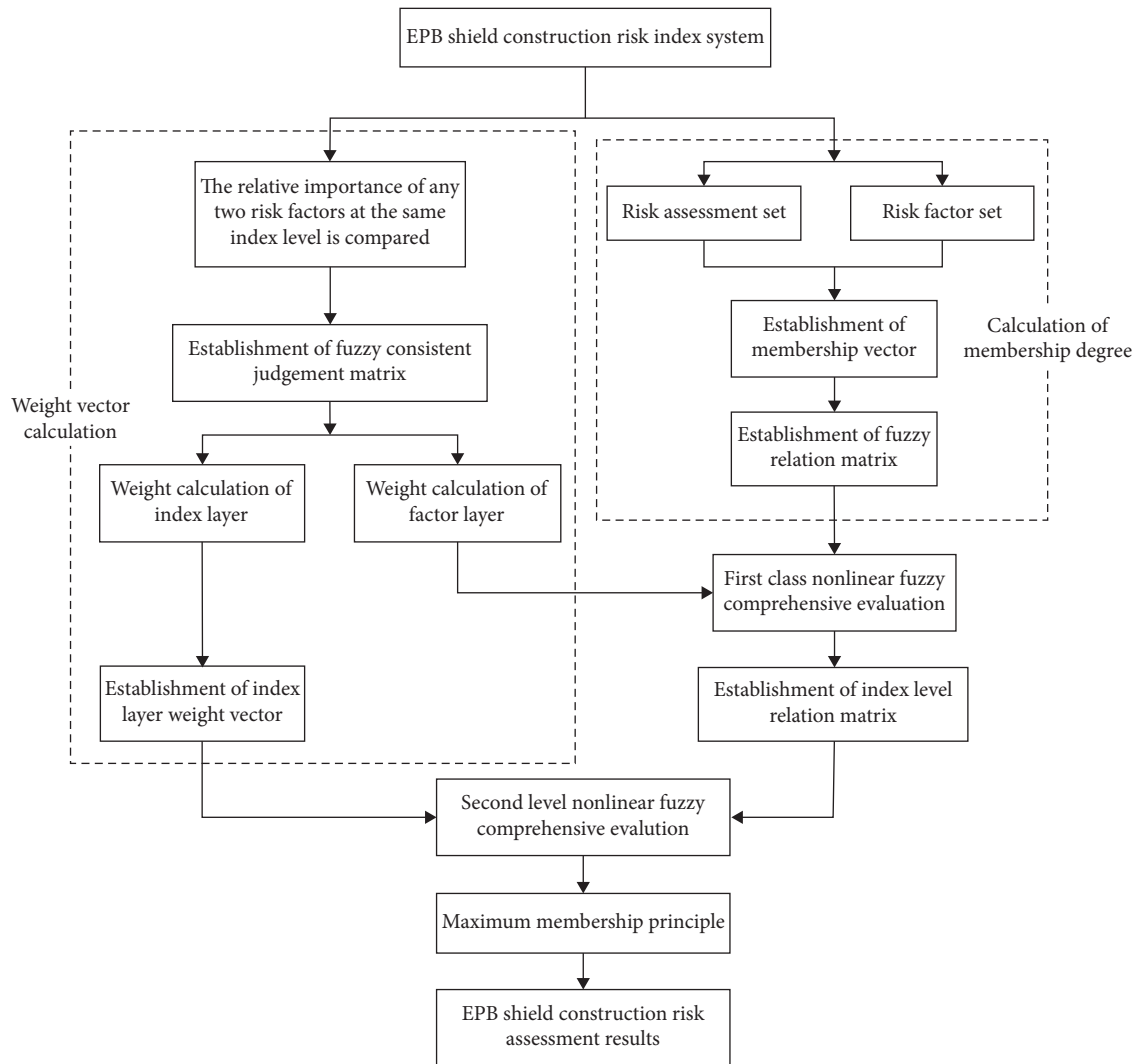 EPB shield construction risk index system
The relative importance of any
two risk factors at the same
index level is compared
Risk assessment set
Risk factor set
Establishment of
membership vector
Calculation of
membership degree
Establishment of fuzzy consistent
judgement matrix
Weight vector
calculation
Establishment of fuzzy
relation matrix
Weight calculation of
index layer
Weight calculation of
factor layer
First class nonlinear fuzzy
comprehensive evaluation
Establishment of index
layer weight vector
Establishment of index level
relation matrix
Second level nonlinear fuzzy
comprehensive evalution
Maximum membership principle
EPB shield construction risk
assessment results